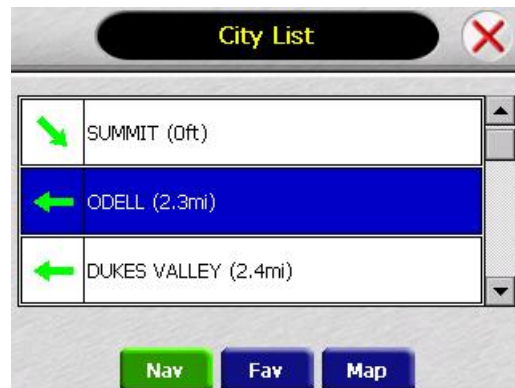 City List
SUMMIT (0ft)
ODELL (2.3mi)
DUKES VALLEY (2.4mi)
Nav Fav Map